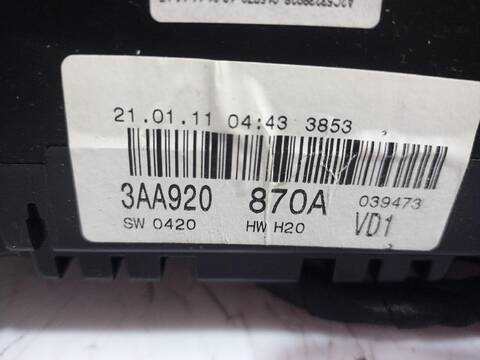 21.01.11 04:43 3853
3AA920 870A 039473
SW 0420 HW H20 VD1